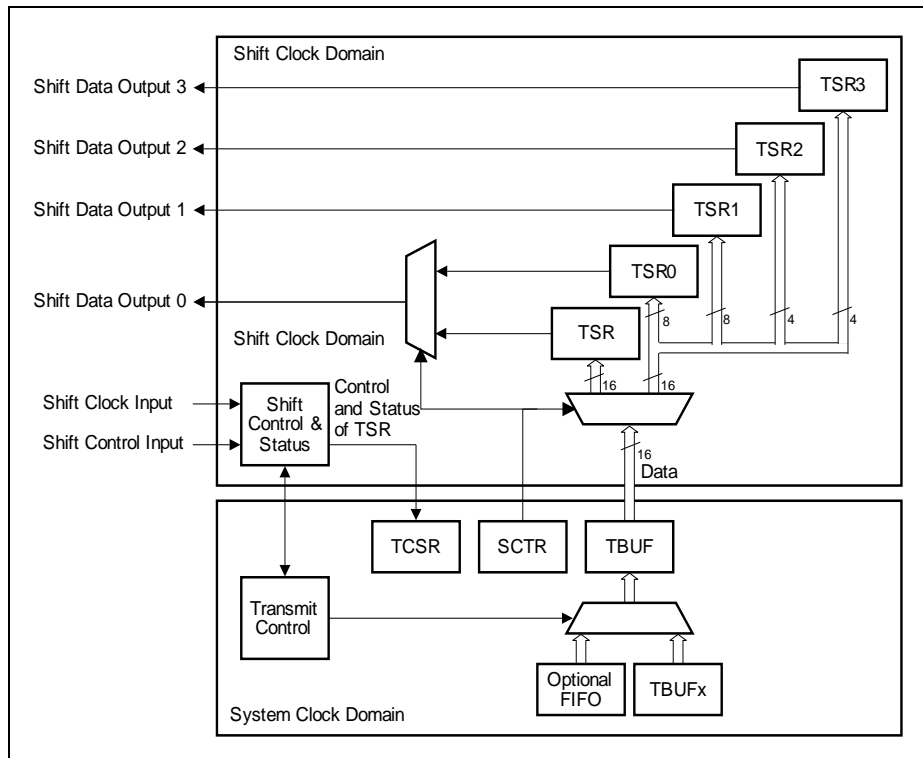 Shift Clock Domain
Shift Data Output 3
TSR3
Shift Data Output 2
TSR2
Shift Data Output 1
TSR1
TSR0
Shift Data Output 0
8
8
4
4
TSR
Shift Clock Domain
16
16
Shift Clock Input
Shift Control Input
Shift
Control &
Status
Control
and Status
of TSR
16
Data
TCSR
SCTR
TBUF
Transmit
Control
Optional
FIFO
TBUFx
System Clock Domain